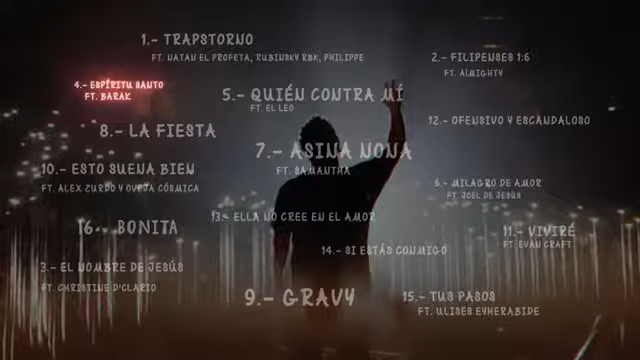 1.- TRAPSTORNO
FT. NATAN EL PROFETA, RUBINSKY RBK, PHILIPPE
2.- FILIPENSES 1:6
FT. ALMIGHTY
4.- ESPÍRITU SANTO
FT. BARAK
5.- QUIÉN CONTRA MÍ
FT. EL LEO
12.- OFENSIVO Y ESCANDALOSO
8.- LA FIESTA
7.- ASINA NONA
FT. SAMANTHA
10.- ESTO SUENA BIEN
FT. ALEX ZURDO Y OVEJA CÓSMICA
6.- MILAGRO DE AMOR
FT. JOEL DE JESÚS
13.- ELLA NO CREE EN EL AMOR
16.- BONITA
11.- VIVIRÉ
FT. EVAN CRAFT
14.- SI ESTÁS CONMIGO
3.- EL NOMBRE DE JESÚS
FT. CHRISTINE D'CLARIO
9.- GRAVY
15.- TUS PASOS
FT. ULISES EYHERABIDE